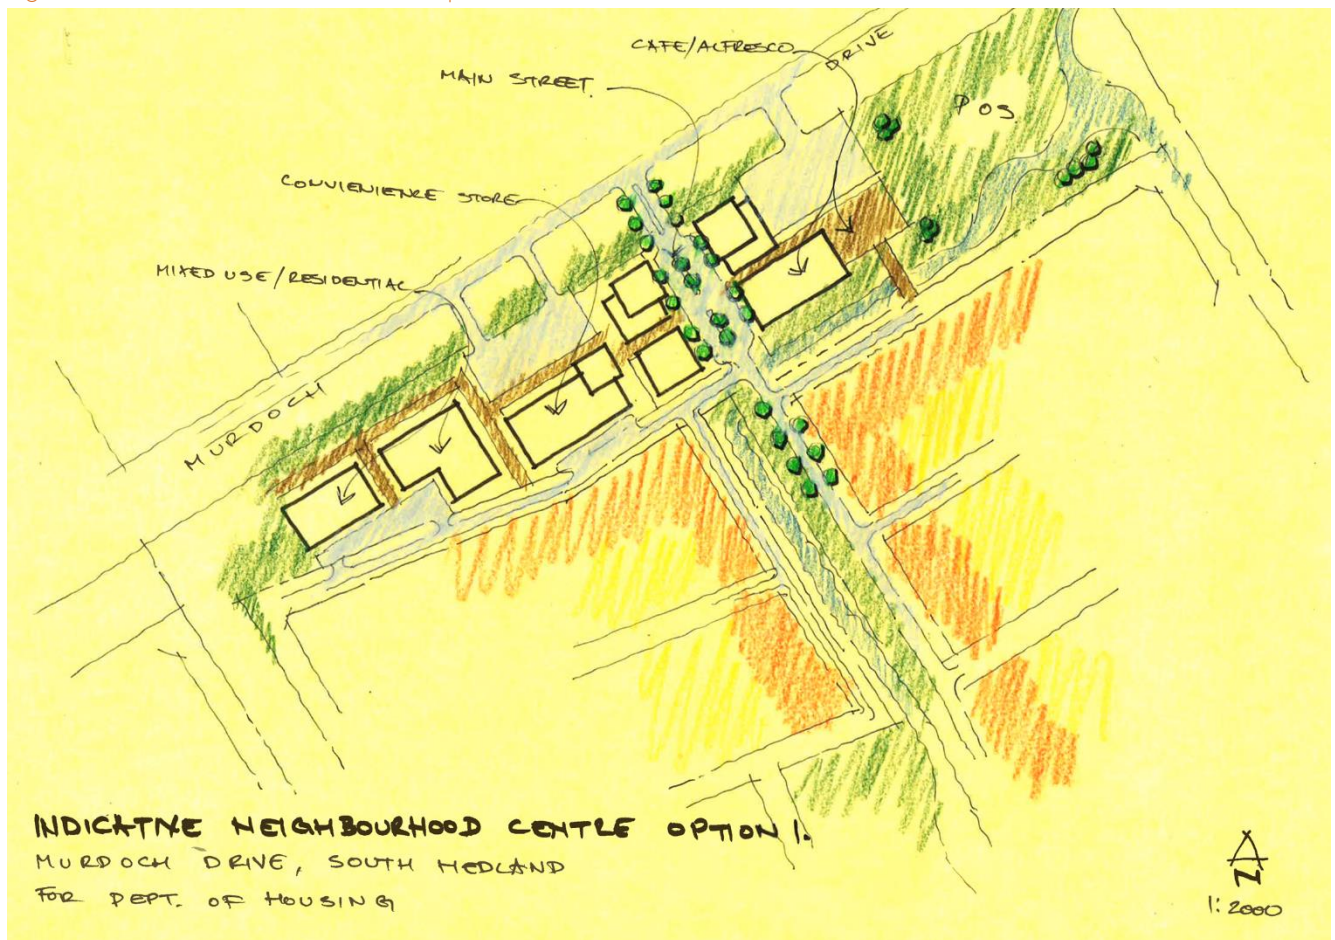 CAFE/ALFRESCO
DRIVE
MAIN STREET.
POS
CONVIENIENCE STORE
MIXED USE/RESIDENTIAL
MURDOCH
INDICATIVE NEIGHBOURHOOD CENTRE OPTION 1.
MURDOCH DRIVE, SOUTH HEDLAND
FOR DEPT. OF HOUSING
N
1:2000